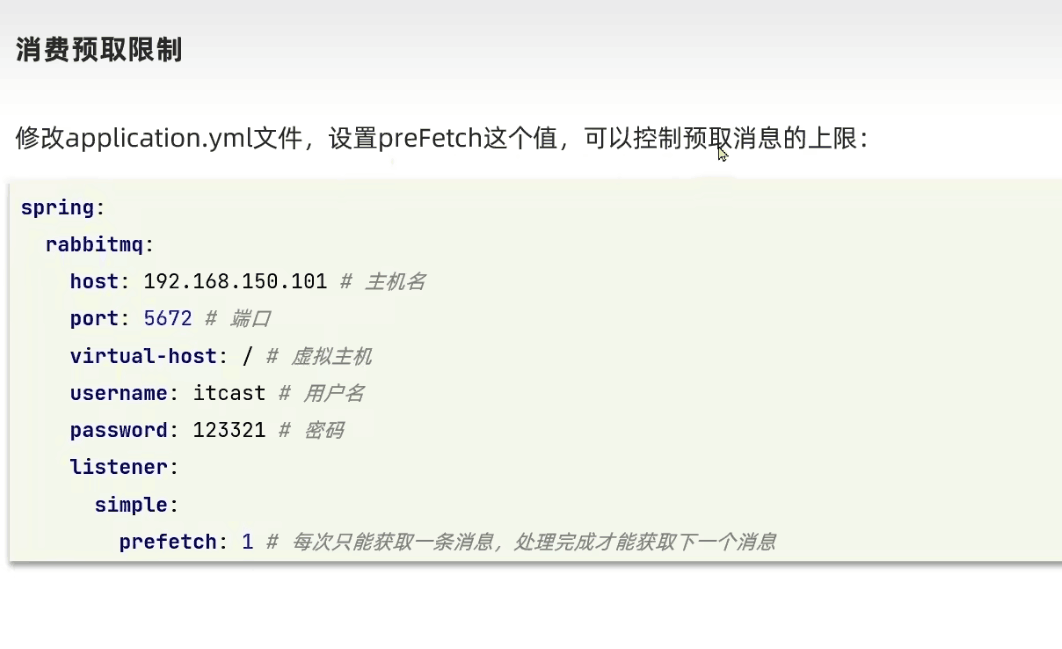 消费预取限制
修改application.yml文件，设置preFetch这个值，可以控制预取消息的上限：
spring:
  rabbitmq:
    host: 192.168.150.101 # 主机名
    port: 5672 # 端口
    virtual-host: / # 虚拟主机
    username: itcast # 用户名
    password: 123321 # 密码
    listener:
      simple:
        prefetch: 1 # 每次只能获取一条消息，处理完成才能获取下一个消息